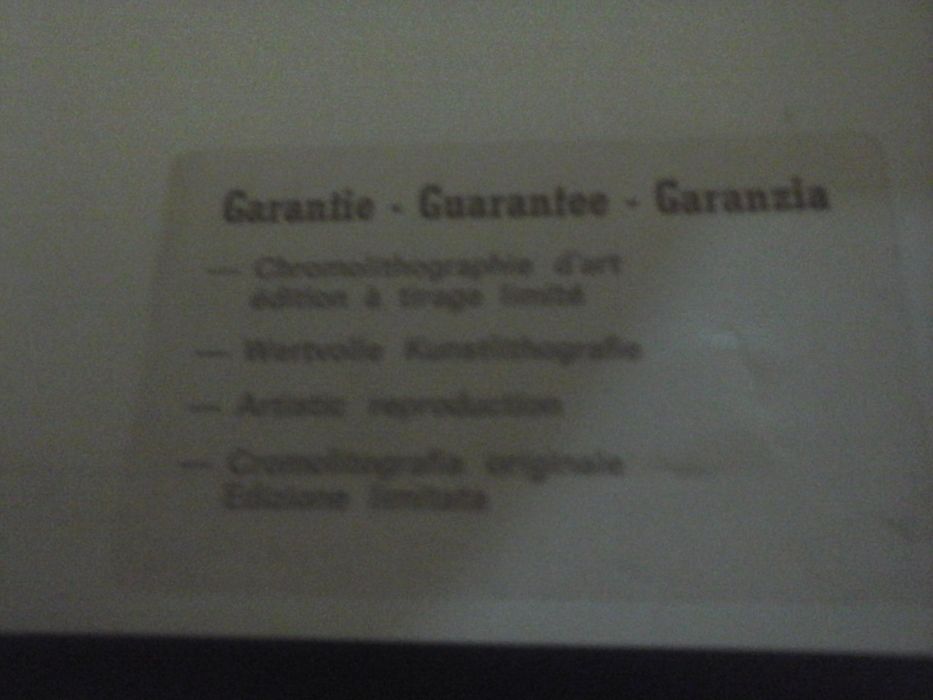 Garantie - Guarantee - Garanzia
— Chromolithographie d'art
édition à tirage limité
— Wertvolle Kunstlithografie
— Artistic reproduction
— Cromolitografia originale
Edizione limitata